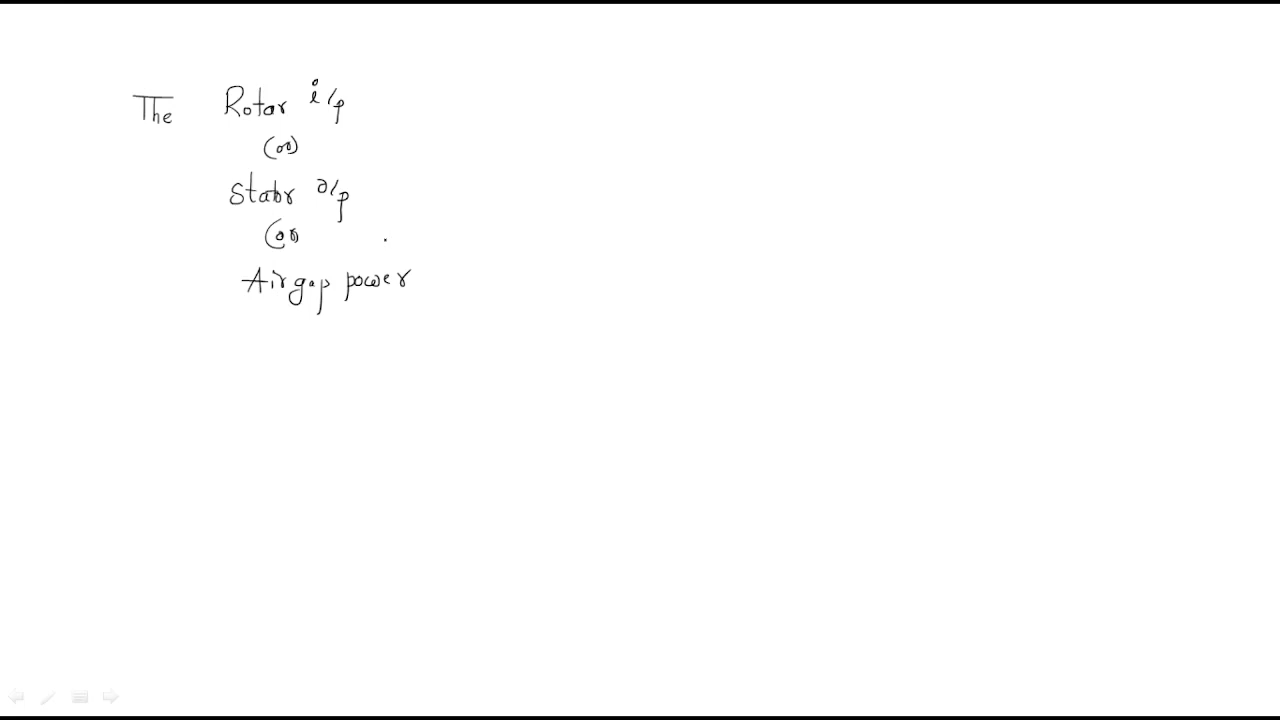 The Rotor i/p
(or)
Stator o/p
(or)
Airgap power